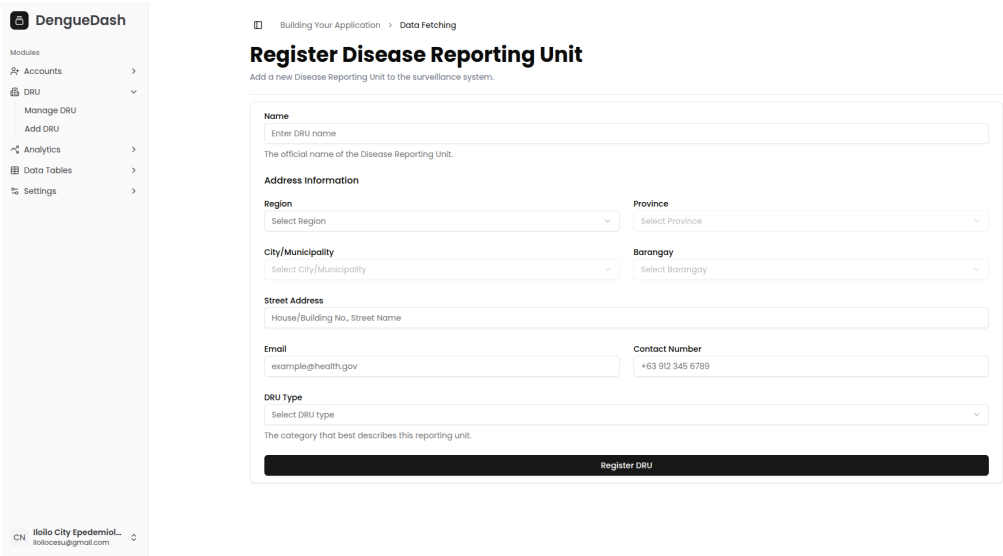 DengueDash
Modules
Accounts
DRU
Manage DRU
Add DRU
Analytics
Data Tables
Settings
CN
Iloilo City Epedemiol...
iloilocesu@gmail.com
Building Your Application > Data Fetching
Register Disease Reporting Unit
Add a new Disease Reporting Unit to the surveillance system.
Name
Enter DRU name
The official name of the Disease Reporting Unit.
Address Information
Region
Province
Select Region
Select Province
City/Municipality
Barangay
Select City/Municipality
Select Barangay
Street Address
House/Building No., Street Name
Email
Contact Number
example@health.gov
+63 912 345 6789
DRU Type
Select DRU type
The category that best describes this reporting unit.
Register DRU